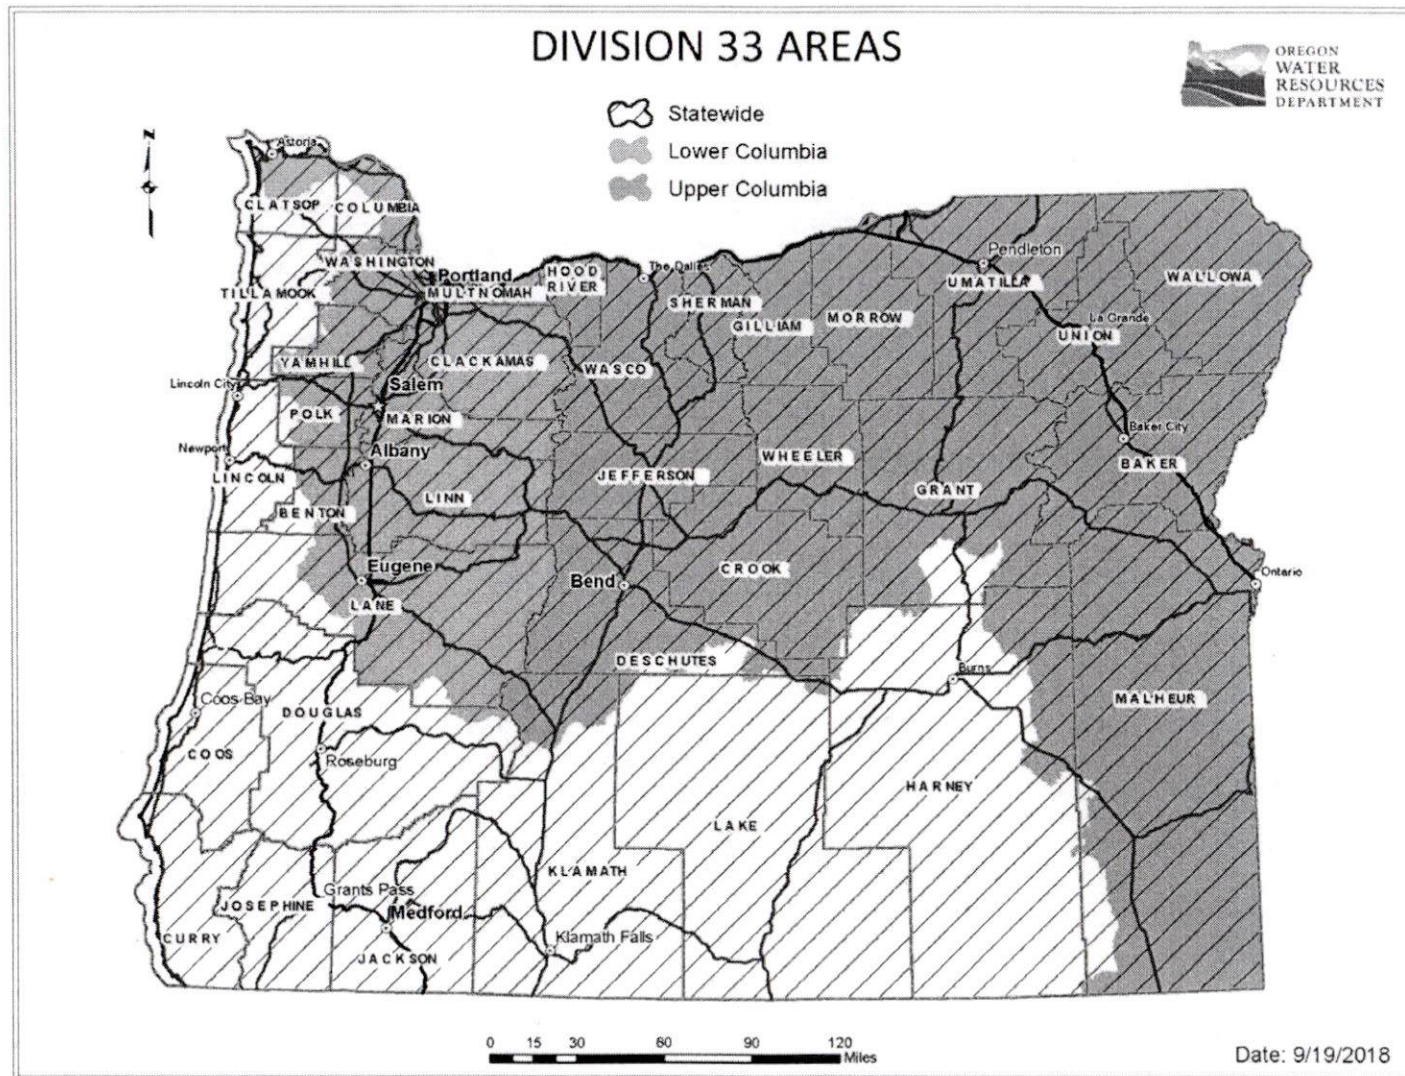 DIVISION 33 AREAS
OREGON
WATER
RESOURCES
DEPARTMENT
Statewide
Lower Columbia
Upper Columbia
N
Astoria
CLATSOP
COLUMBIA
WASHINGTON
Portland
HOOD
RIVER
The Dalles
Pendleton
TILLAMOOK
MULTNOMAH
SHERMAN
GILLIAM
MORROW
UMATILLA
WALLOWA
La Grande
UNION
YAMHILL
CLACKAMAS
WASCO
Lincoln City
Salem
POLK
MARION
Baker City
Newport
Albany
WHEELER
BAKER
LINCOLN
LINN
JEFFERSON
GRANT
BENTON
Eugene
Bend
CROOK
Ontario
LANE
DESCHUTES
Burns
MALHEUR
Coos Bay
DOUGLAS
COOS
Roseburg
HARNEY
LAKE
KLAMATH
Grants Pass
JOSEPHINE
Medford
CURRY
Klamath Falls
JACKSON
0 15 30 60 90 120
Miles
Date: 9/19/2018